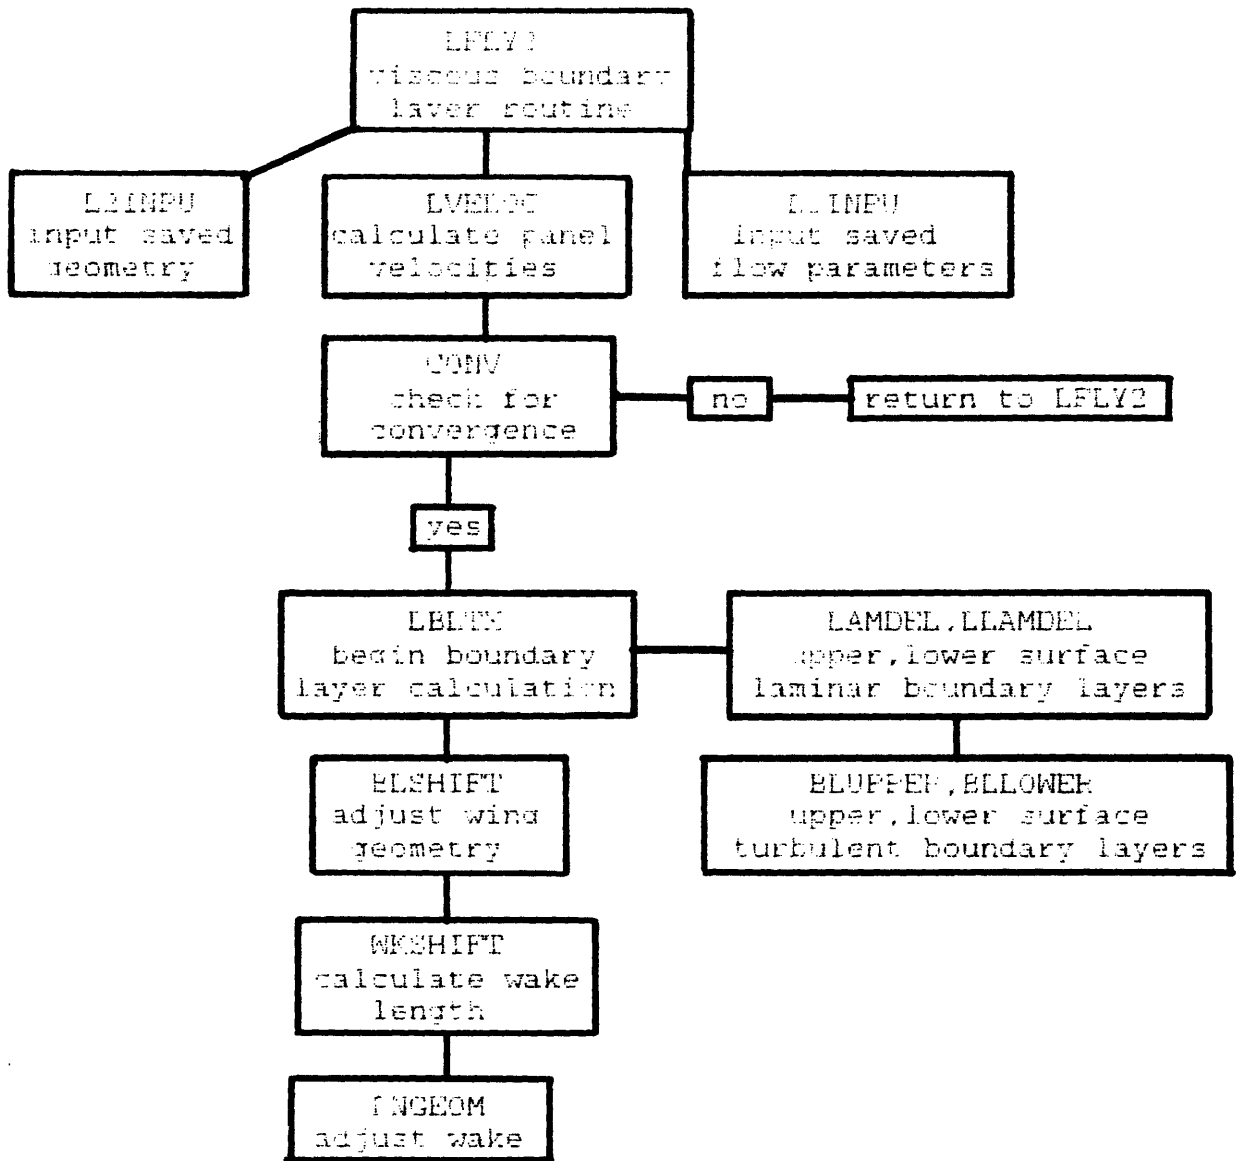 viscous boundary
layer routine
input saved
geometry
LVELOC
calculate panel
velocities
input saved
flow parameters
CONV
check for
convergence
no
return to LFLY2
yes
begin boundary
layer calculation
LAMDEL,LLAMDEL
upper,lower surface
laminar boundary layers
BLSHIFT
adjust wing
geometry
BLUPPER,BLLOWER
upper,lower surface
turbulent boundary layers
WKSHIFT
calculate wake
length
adjust wake